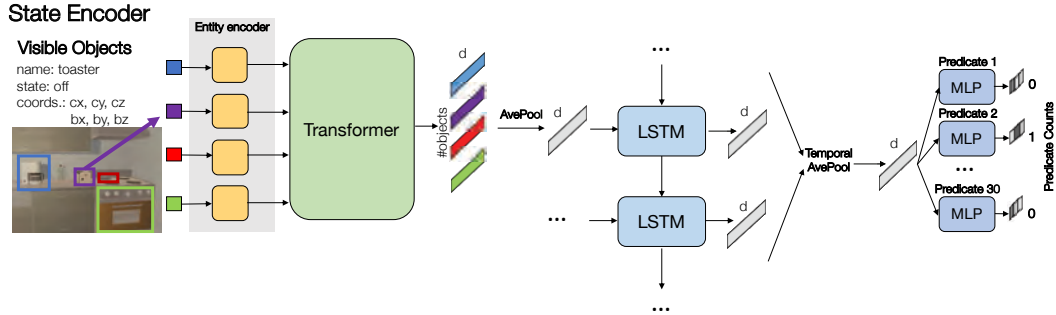 State Encoder
Visible Objects
name: toaster
state: off
coords.: cx, cy, cz
bx, by, bz
Entity encoder
Transformer
d
#objects
AvePool
d
...
LSTM
d
...
LSTM
d
...
Temporal
AvePool
d
Predicate 1
MLP
0
Predicate 2
MLP
1
...
Predicate 30
MLP
0
Predicate Counts